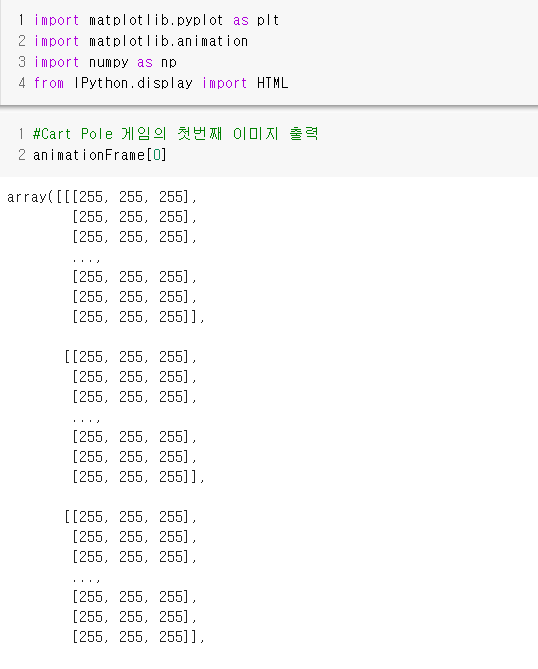 1 import matplotlib.pyplot as plt
2 import matplotlib.animation
3 import numpy as np
4 from IPython.display import HTML
1 #Cart Pole 게임의 첫번째 이미지 출력
2 animationFrame[0]
array([[[255, 255, 255],
[255, 255, 255],
[255, 255, 255],
...,
[255, 255, 255],
[255, 255, 255],
[255, 255, 255]],
[[255, 255, 255],
[255, 255, 255],
[255, 255, 255],
...,
[255, 255, 255],
[255, 255, 255],
[255, 255, 255]],
[[255, 255, 255],
[255, 255, 255],
[255, 255, 255],
...,
[255, 255, 255],
[255, 255, 255],
[255, 255, 255]],